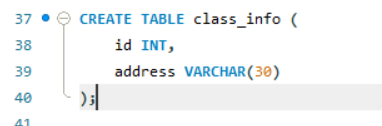 37 CREATE TABLE class_info (
38 id INT,
39 address VARCHAR(30)
40 );
41